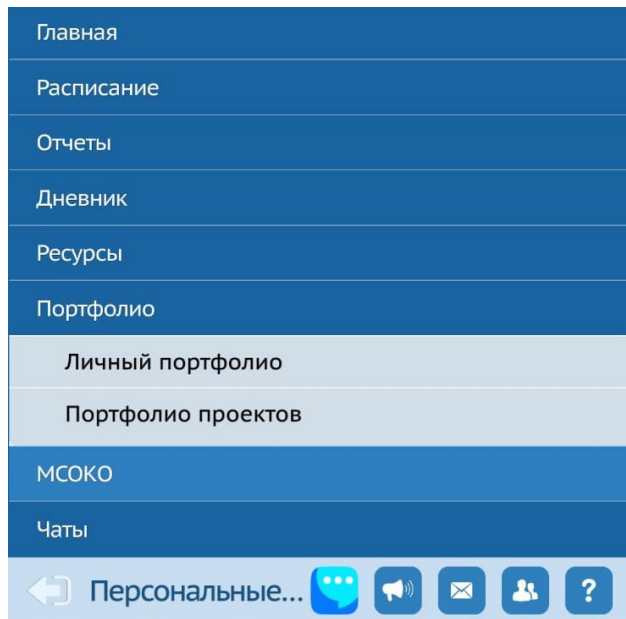 Главная
Расписание
Отчеты
Дневник
Ресурсы
Портфолио
Личный портфолио
Портфолио проектов
МСОКО
Чаты
Персональные... ?